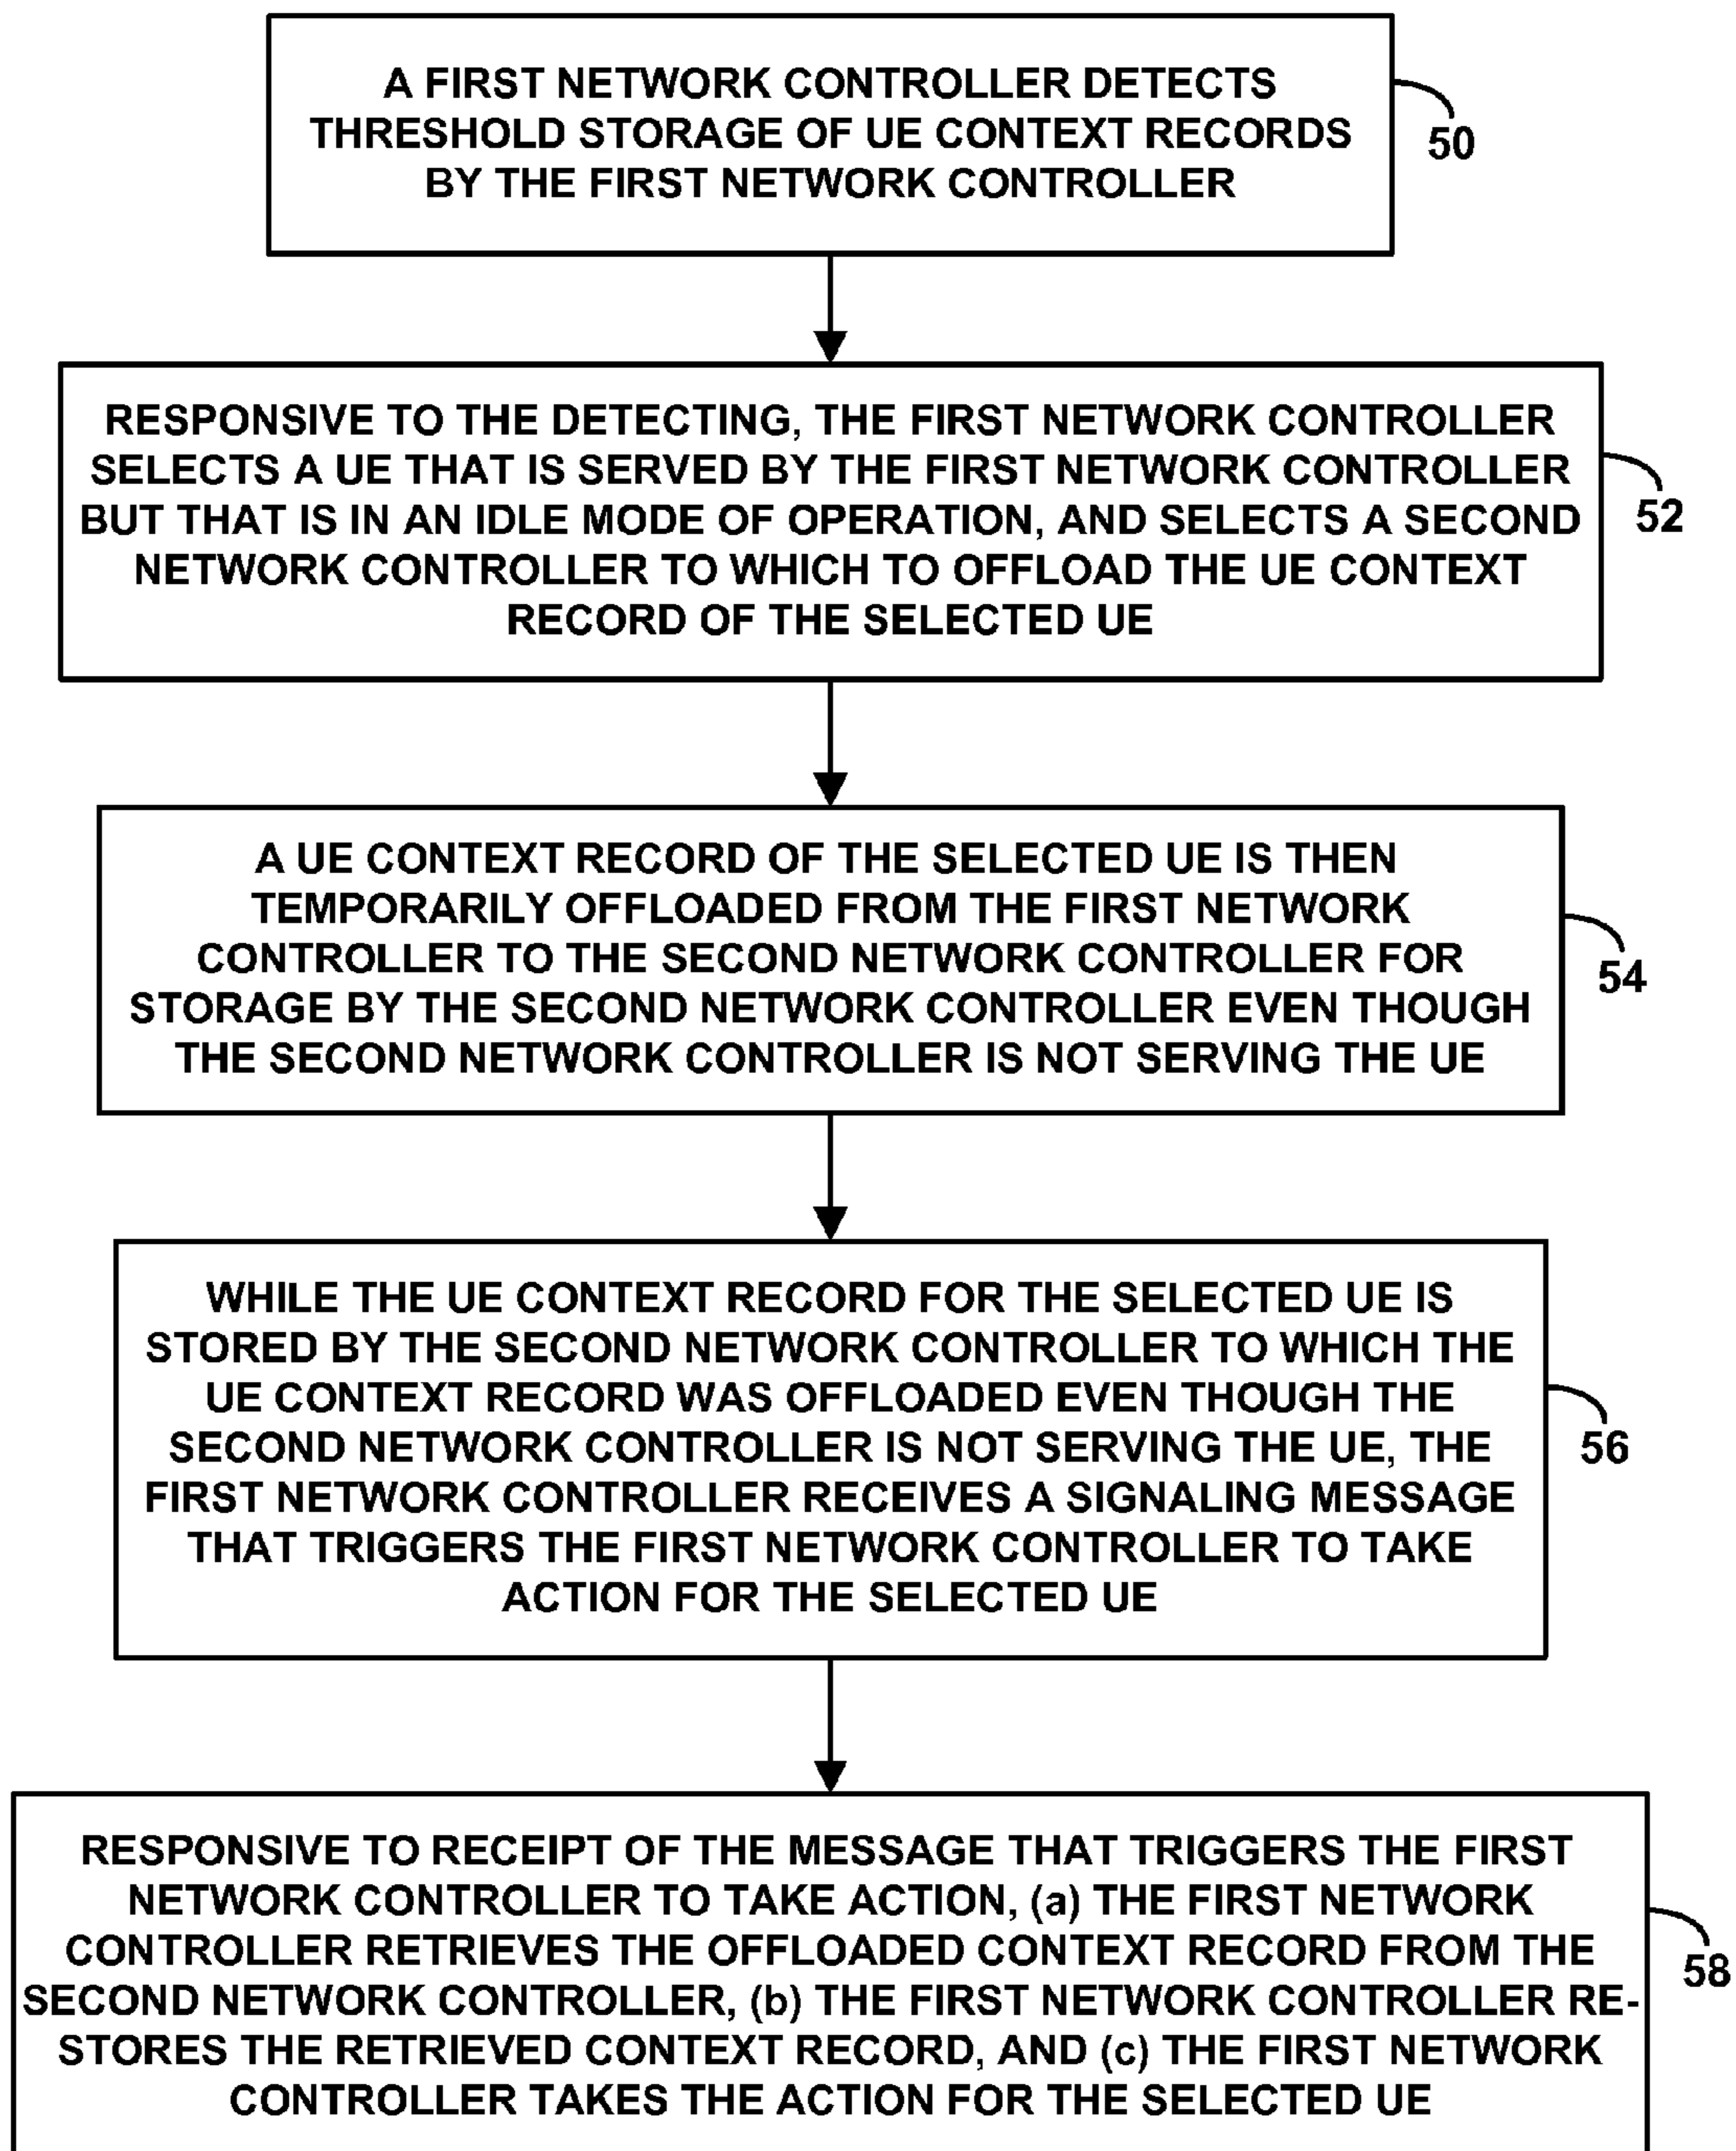 A FIRST NETWORK CONTROLLER DETECTS
THRESHOLD STORAGE OF UE CONTEXT RECORDS
BY THE FIRST NETWORK CONTROLLER
50
RESPONSIVE TO THE DETECTING, THE FIRST NETWORK CONTROLLER
SELECTS A UE THAT IS SERVED BY THE FIRST NETWORK CONTROLLER
BUT THAT IS IN AN IDLE MODE OF OPERATION, AND SELECTS A SECOND
NETWORK CONTROLLER TO WHICH TO OFFLOAD THE UE CONTEXT
RECORD OF THE SELECTED UE
52
A UE CONTEXT RECORD OF THE SELECTED UE IS THEN
TEMPORARILY OFFLOADED FROM THE FIRST NETWORK
CONTROLLER TO THE SECOND NETWORK CONTROLLER FOR
STORAGE BY THE SECOND NETWORK CONTROLLER EVEN THOUGH
THE SECOND NETWORK CONTROLLER IS NOT SERVING THE UE
54
WHILE THE UE CONTEXT RECORD FOR THE SELECTED UE IS
STORED BY THE SECOND NETWORK CONTROLLER TO WHICH THE
UE CONTEXT RECORD WAS OFFLOADED EVEN THOUGH THE
SECOND NETWORK CONTROLLER IS NOT SERVING THE UE, THE
FIRST NETWORK CONTROLLER RECEIVES A SIGNALING MESSAGE
THAT TRIGGERS THE FIRST NETWORK CONTROLLER TO TAKE
ACTION FOR THE SELECTED UE
56
RESPONSIVE TO RECEIPT OF THE MESSAGE THAT TRIGGERS THE FIRST
NETWORK CONTROLLER TO TAKE ACTION, (a) THE FIRST NETWORK
CONTROLLER RETRIEVES THE OFFLOADED CONTEXT RECORD FROM THE
SECOND NETWORK CONTROLLER, (b) THE FIRST NETWORK CONTROLLER RE-
STORES THE RETRIEVED CONTEXT RECORD, AND (c) THE FIRST NETWORK
CONTROLLER TAKES THE ACTION FOR THE SELECTED UE
58